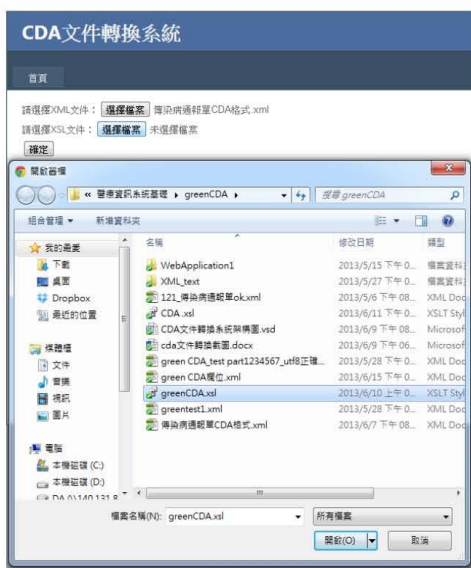 CDA文件轉換系統
首頁
請選擇XML文件： 選擇檔案 傳染病通報單CDA格式.xml
請選擇XSL文件： 選擇檔案 未選擇檔案
確定
開啟舊檔
« 醫療資訊系統基礎 ▸ greenCDA ▸ 搜尋 greenCDA
組合管理 ▾ 新增資料夾
名稱 修改日期 類型
我的最愛
下載
桌面
Dropbox
最近的位置
媒體櫃
文件
音樂
視訊
圖片
電腦
本機磁碟 (C:)
本機磁碟 (D:)
WebApplication1 2013/5/15 下午 0... 檔案資料
XML_text 2013/5/27 下午 0... 檔案資料
121_傳染病通報單ok.xml 2013/5/6 下午 08... XML Doc
CDA .xsl 2013/6/11 下午 0... XSLT Styl
CDA文件轉換系統架構圖.vsd 2013/6/9 下午 08... Microsof
cda文件轉換截圖.docx 2013/6/9 下午 06... Microsof
green CDA_test part1234567_utf8正確... 2013/5/28 下午 0... XML Doc
green CDA欄位.xml 2013/6/15 下午 0... XML Doc
greenCDA.xsl 2013/6/10 上午 0... XSLT Styl
greentest1.xml 2013/5/28 下午 0... XML Doc
傳染病通報單CDA格式.xml 2013/6/7 下午 08... XML Doc
檔案名稱(N): greenCDA.xsl 所有檔案
開啟(O) 取消